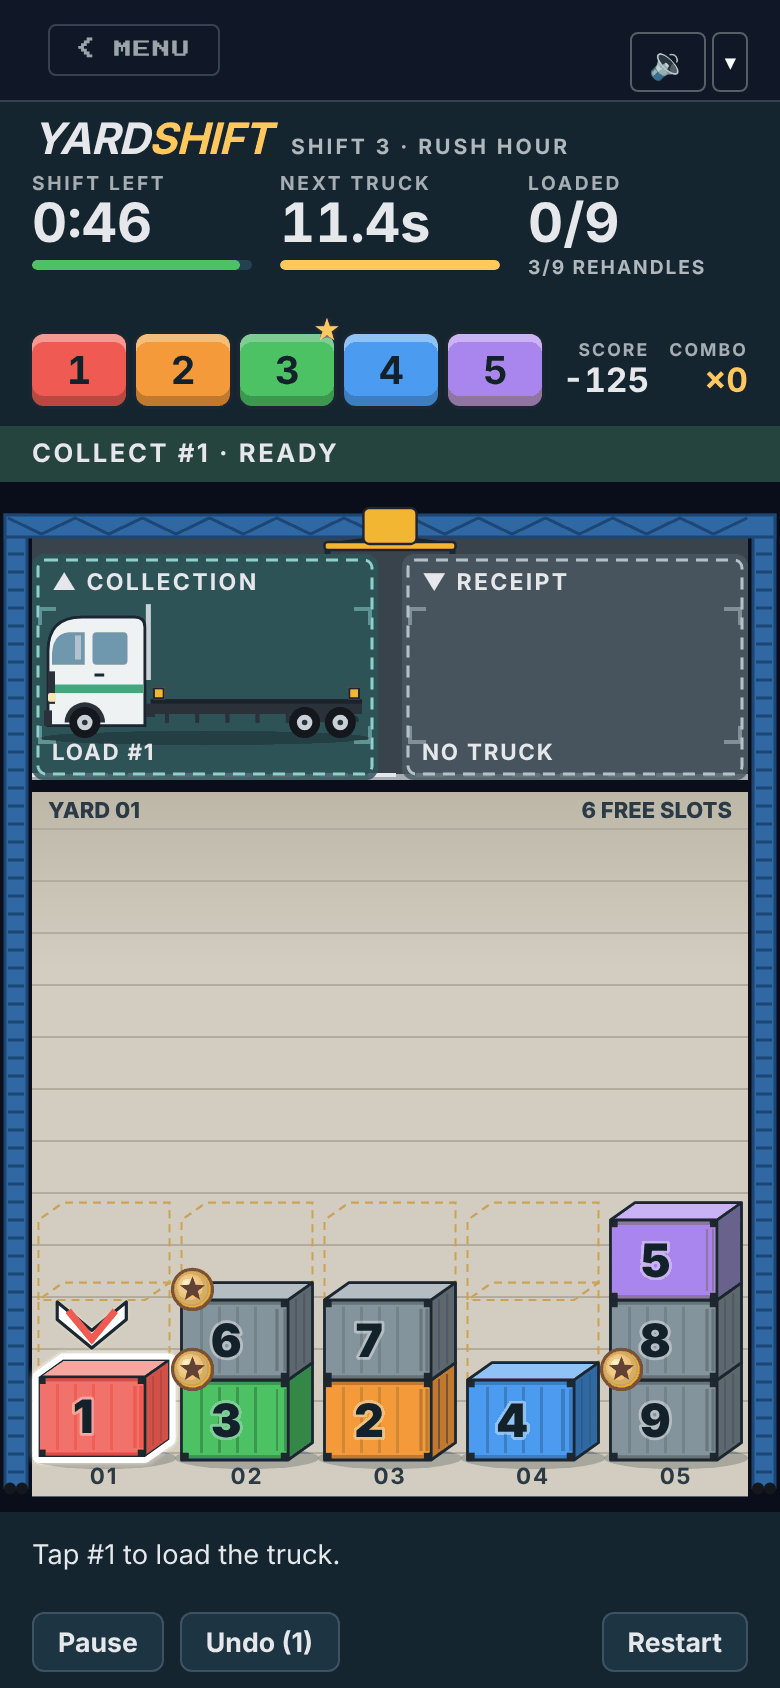 MENU
YARDSHIFT SHIFT 3 · RUSH HOUR
SHIFT LEFT NEXT TRUCK LOADED
0:46 11.4s 0/9
3/9 REHANDLES
1 2 3 4 5
SCORE COMBO
-125 ×0
COLLECT #1 · READY
▲ COLLECTION ▼ RECEIPT
LOAD #1 NO TRUCK
YARD 01 6 FREE SLOTS
5
6 7 8
1 3 2 4 9
01 02 03 04 05
Tap #1 to load the truck.
Pause Undo (1) Restart